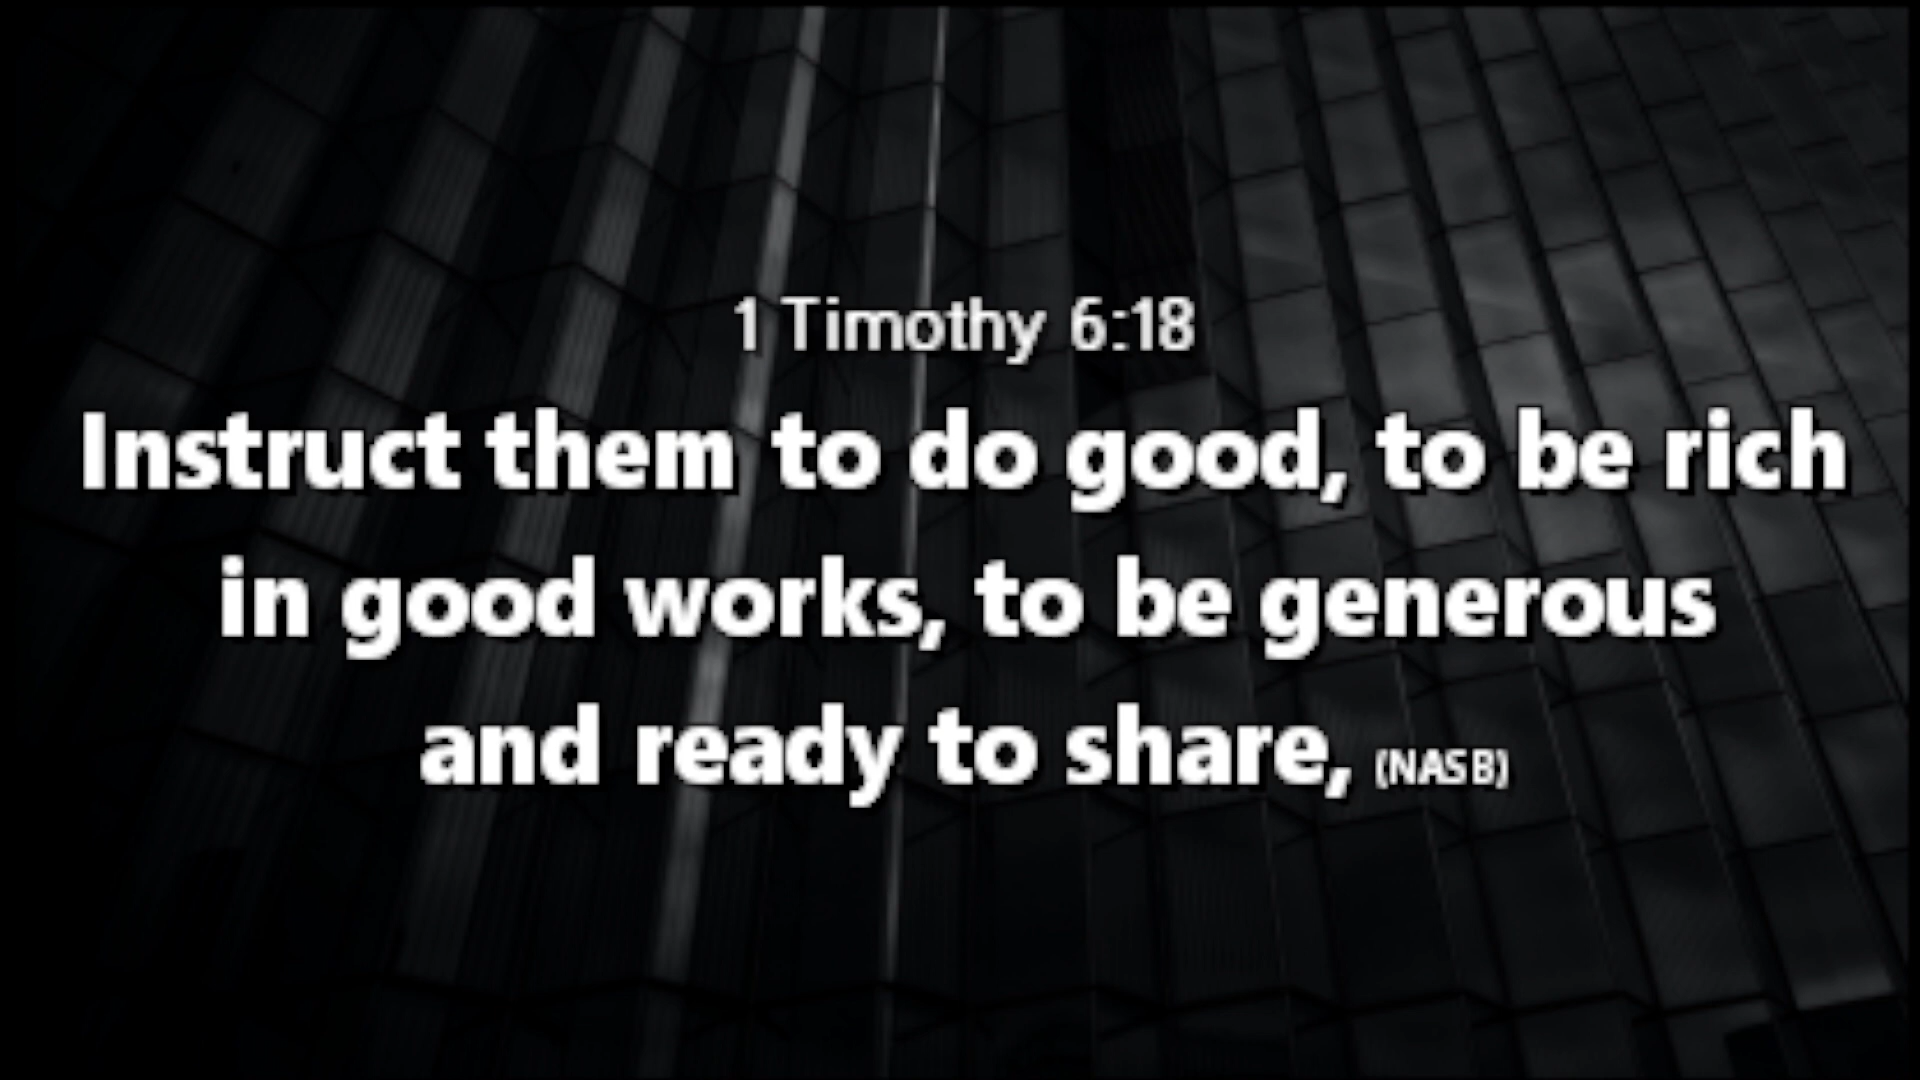 1 Timothy 6:18
Instruct them to do good, to be rich
in good works, to be generous
and ready to share, (NASB)